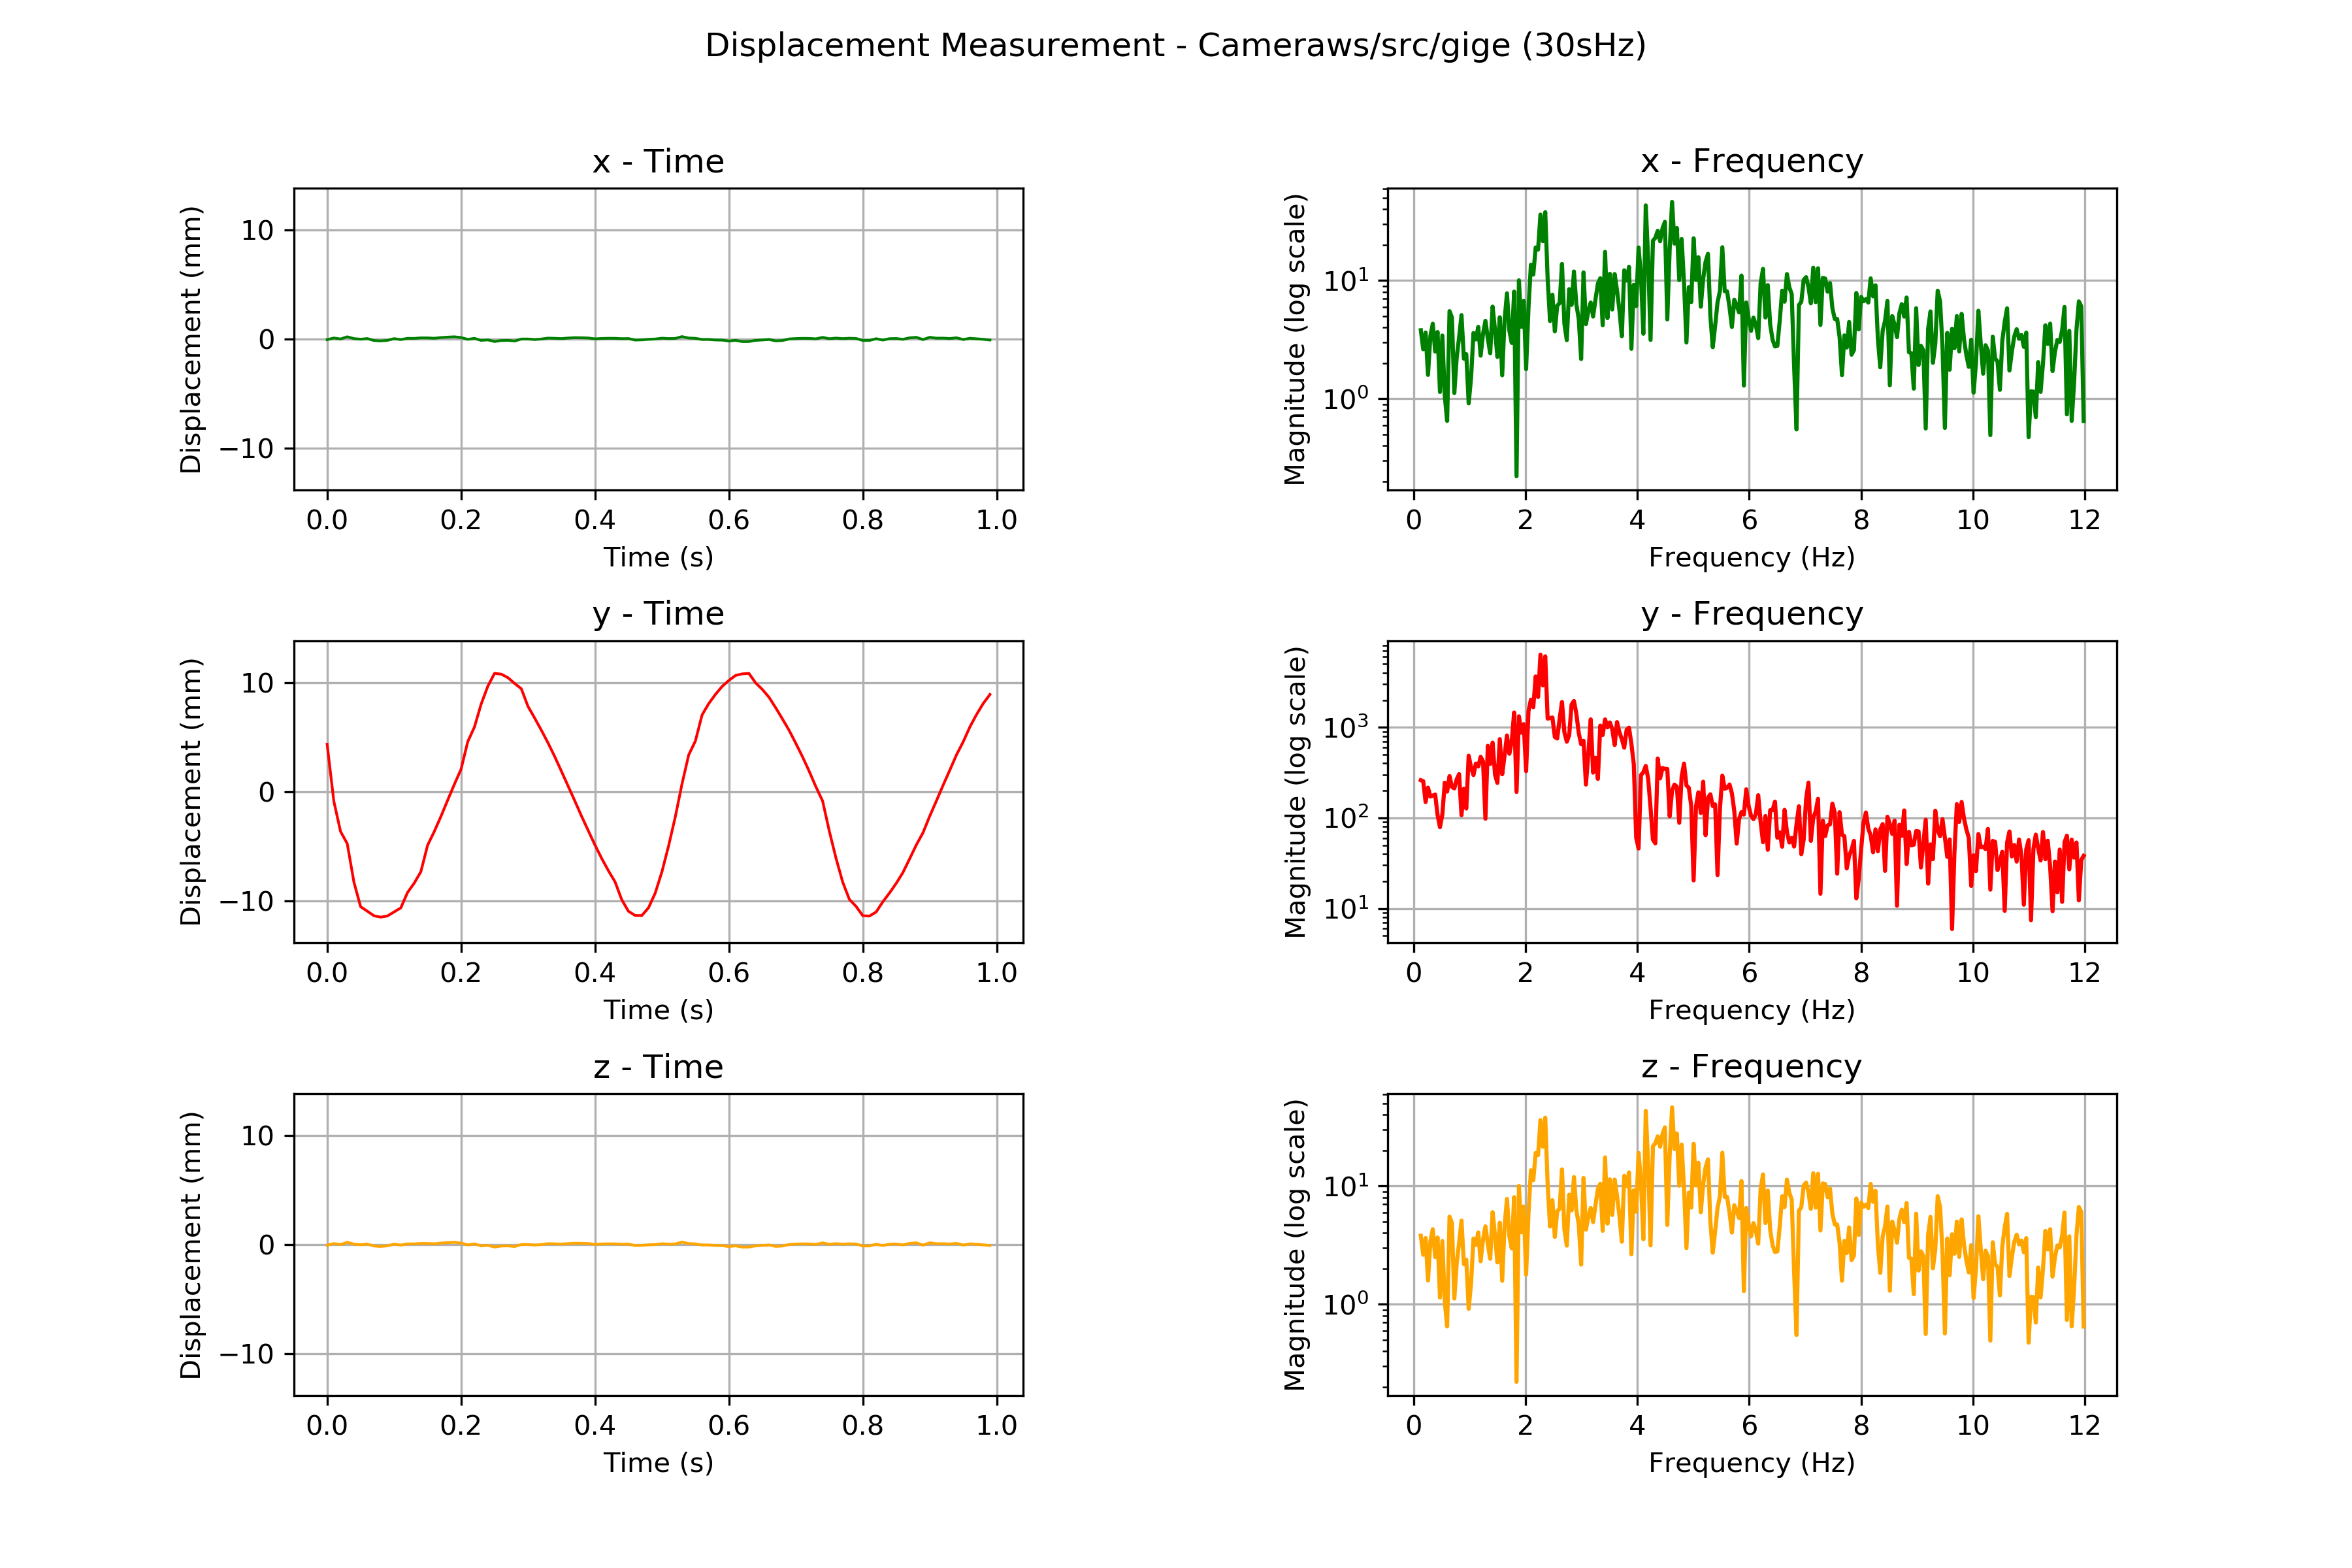 Displacement Measurement - Cameraws/src/gige (30sHz)
x - Time
Displacement (mm)
10
0
−10
0.0 0.2 0.4 0.6 0.8 1.0
Time (s)
x - Frequency
Magnitude (log scale)
10¹
10⁰
0 2 4 6 8 10 12
Frequency (Hz)
y - Time
Displacement (mm)
10
0
−10
0.0 0.2 0.4 0.6 0.8 1.0
Time (s)
y - Frequency
Magnitude (log scale)
10³
10²
10¹
0 2 4 6 8 10 12
Frequency (Hz)
z - Time
Displacement (mm)
10
0
−10
0.0 0.2 0.4 0.6 0.8 1.0
Time (s)
z - Frequency
Magnitude (log scale)
10¹
10⁰
0 2 4 6 8 10 12
Frequency (Hz)